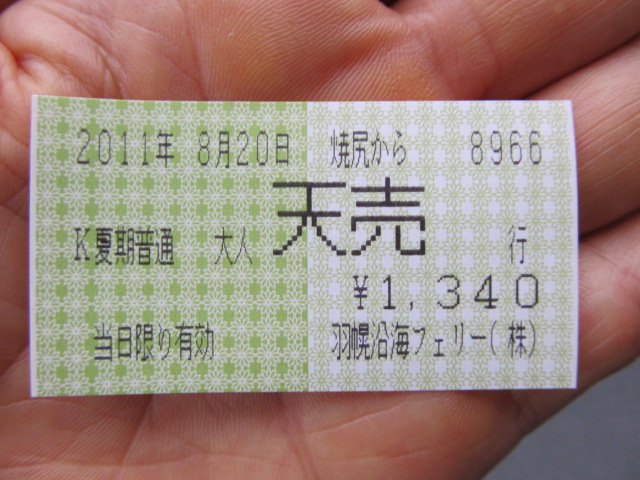 2011年 8月20日 焼尻から 8966
K夏期普通 大人 天売 行
¥1,340
当日限り有効 羽幌沿海フェリー(株)